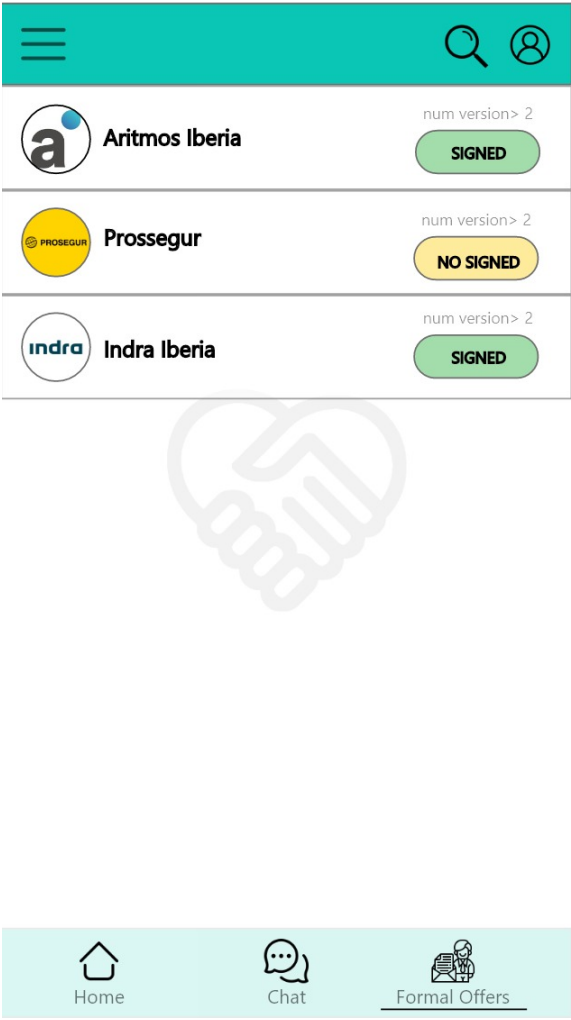 num version> 2
a Aritmos Iberia
SIGNED
num version> 2
PROSEGUR Prossegur
NO SIGNED
num version> 2
ındra Indra Iberia
SIGNED
Home Chat Formal Offers